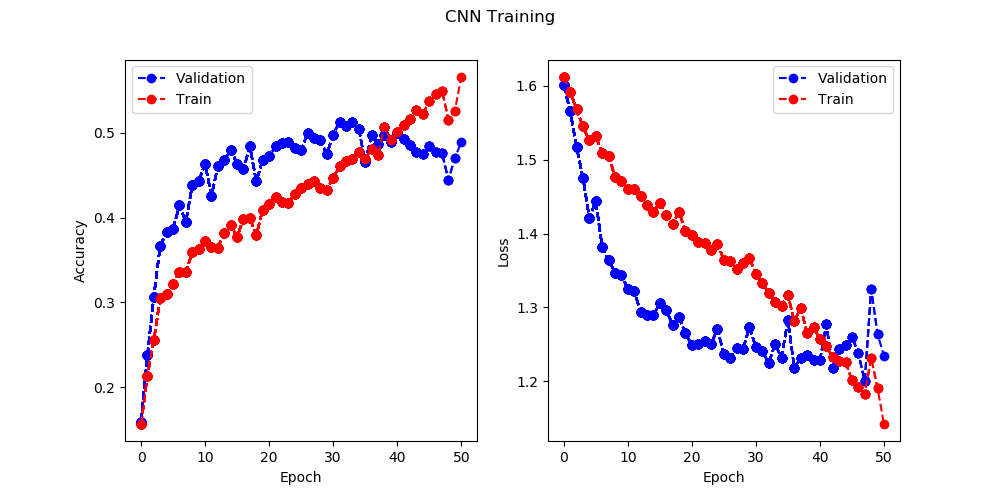 CNN Training
Validation
Train
0.5
0.4
0.3
0.2
Accuracy
0 10 20 30 40 50
Epoch
Validation
Train
1.6
1.5
1.4
1.3
1.2
Loss
0 10 20 30 40 50
Epoch